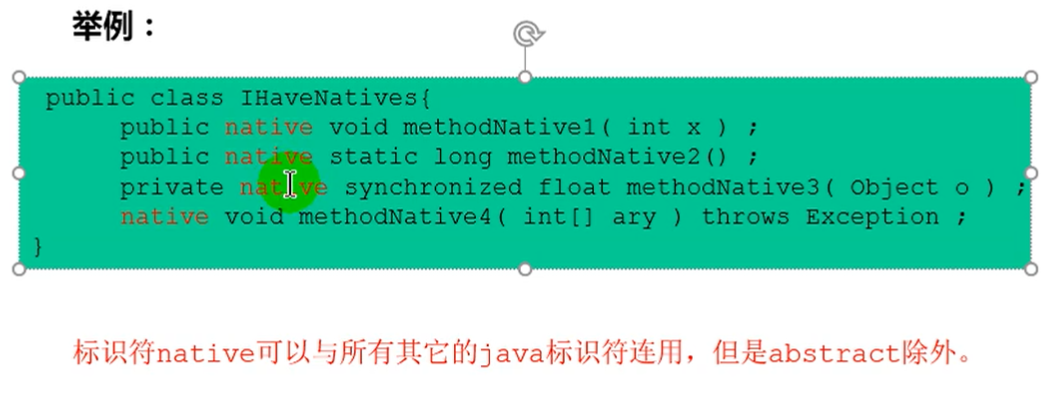 举例：
public class IHaveNatives{
public native void methodNative1( int x ) ;
public native static long methodNative2() ;
private native synchronized float methodNative3( Object o ) ;
native void methodNative4( int[] ary ) throws Exception ;
}
标识符native可以与所有其它的java标识符连用，但是abstract除外。